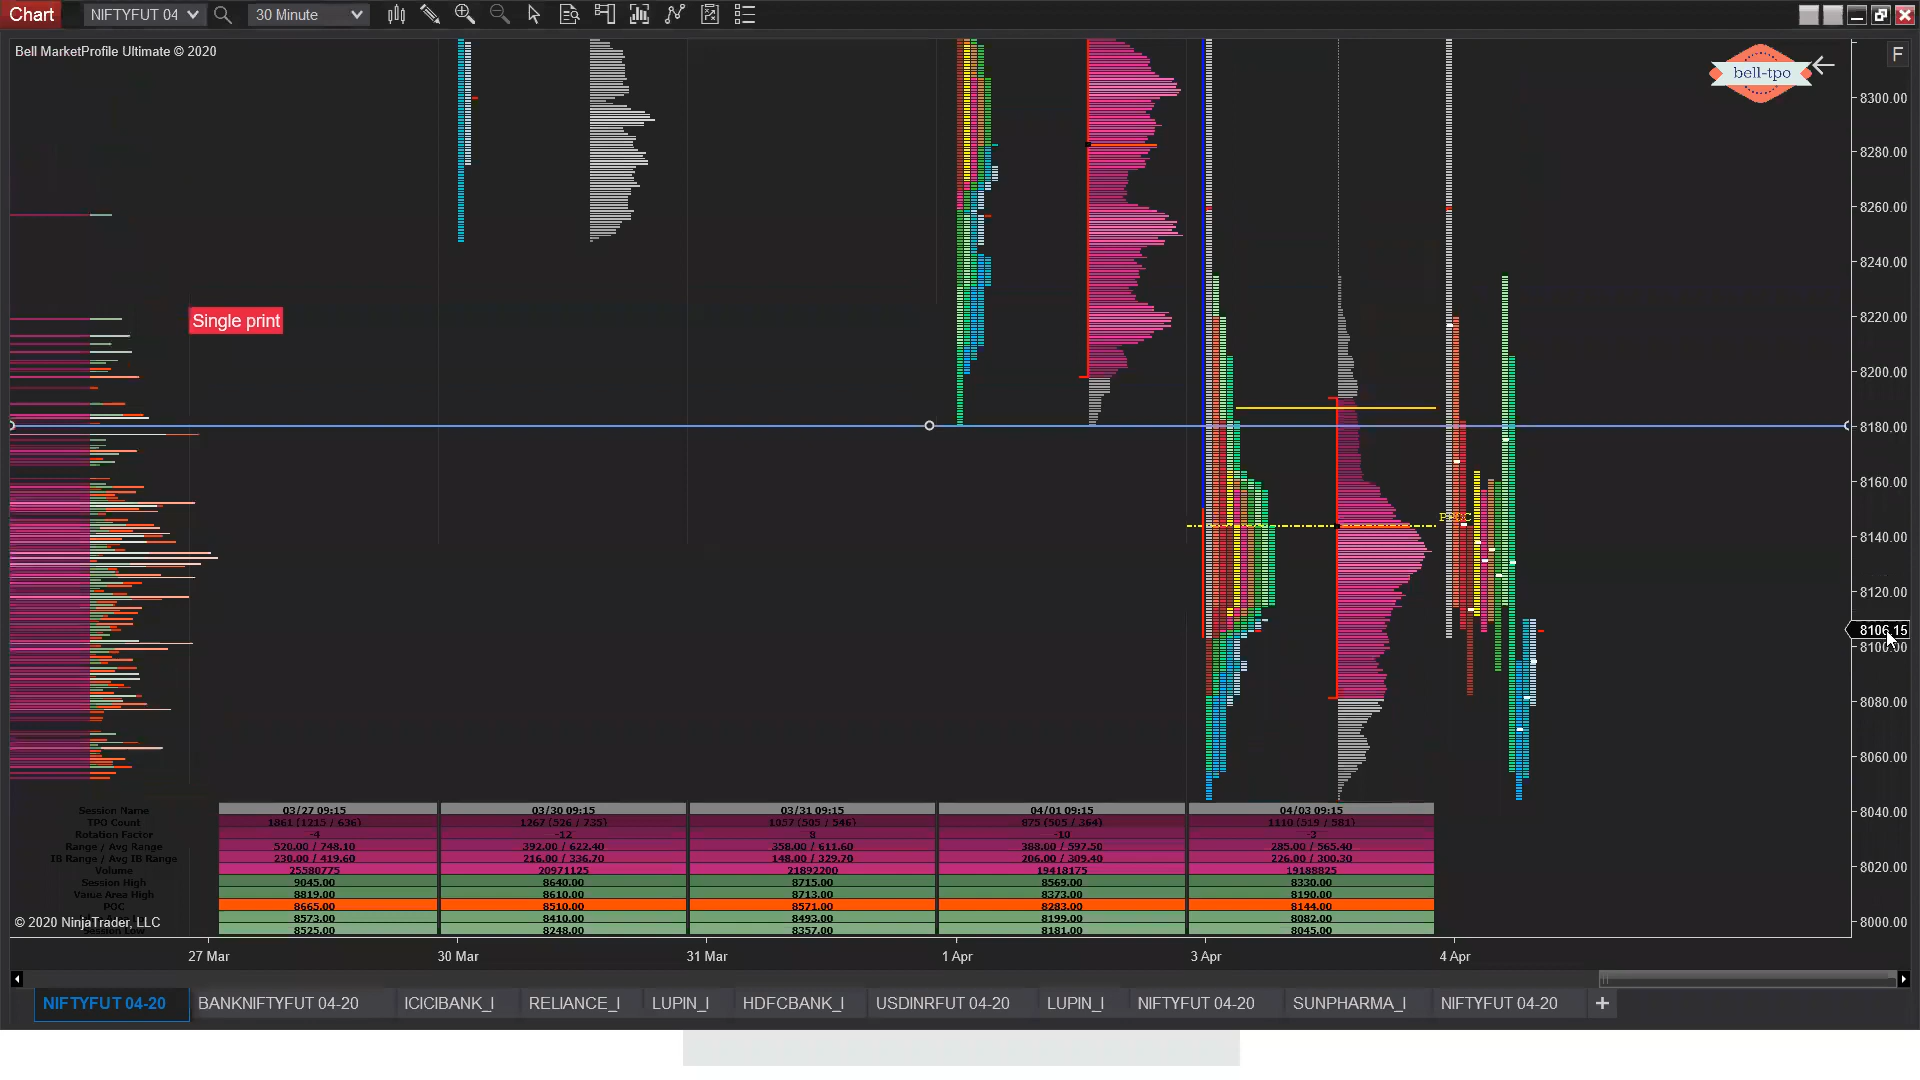 Chart NIFTYFUT 04 30 Minute
Bell MarketProfile Ultimate © 2020
F
bell-tpo
8300.00
8280.00
8260.00
8240.00
Single print
8220.00
8200.00
8180.00
8160.00
8140.00
8120.00
8106.15
8100.00
8080.00
8060.00
8040.00
8020.00
8000.00
Session Name 03/27 09:15 03/30 09:15 03/31 09:15 04/01 09:15 04/03 09:15
TPO Count 1861 (1215 / 636) 1267 (526 / 735) 1057 (505 / 546) 875 (505 / 364) 1110 (519 / 581)
Rotation Factor -4 -12 8 -10 -3
Range / Avg Range 520.00 / 748.10 392.00 / 622.40 358.00 / 611.60 388.00 / 597.50 285.00 / 565.40
IB Range / Avg IB Range 230.00 / 419.60 216.00 / 336.70 148.00 / 329.70 206.00 / 309.40 226.00 / 300.30
Volume 25580775 20971125 21892200 19418175 19188825
Session High 9045.00 8640.00 8715.00 8569.00 8330.00
Value Area High 8819.00 8610.00 8713.00 8373.00 8190.00
POC 8665.00 8510.00 8571.00 8283.00 8144.00
8573.00 8410.00 8493.00 8199.00 8082.00
8525.00 8248.00 8357.00 8181.00 8045.00
© 2020 NinjaTrader, LLC
27 Mar 30 Mar 31 Mar 1 Apr 3 Apr 4 Apr
NIFTYFUT 04-20 BANKNIFTYFUT 04-20 ICICIBANK_I RELIANCE_I LUPIN_I HDFCBANK_I USDINRFUT 04-20 LUPIN_I NIFTYFUT 04-20 SUNPHARMA_I NIFTYFUT 04-20 +